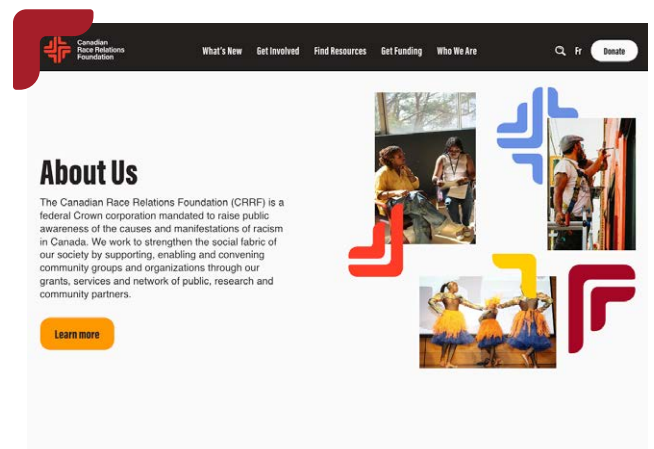 Canadian
Race Relations
Foundation
What's New Get Involved Find Resources Get Funding Who We Are
Fr Donate
About Us
The Canadian Race Relations Foundation (CRRF) is a
federal Crown corporation mandated to raise public
awareness of the causes and manifestations of racism
in Canada. We work to strengthen the social fabric of
our society by supporting, enabling and convening
community groups and organizations through our
grants, services and network of public, research and
community partners.
Learn more